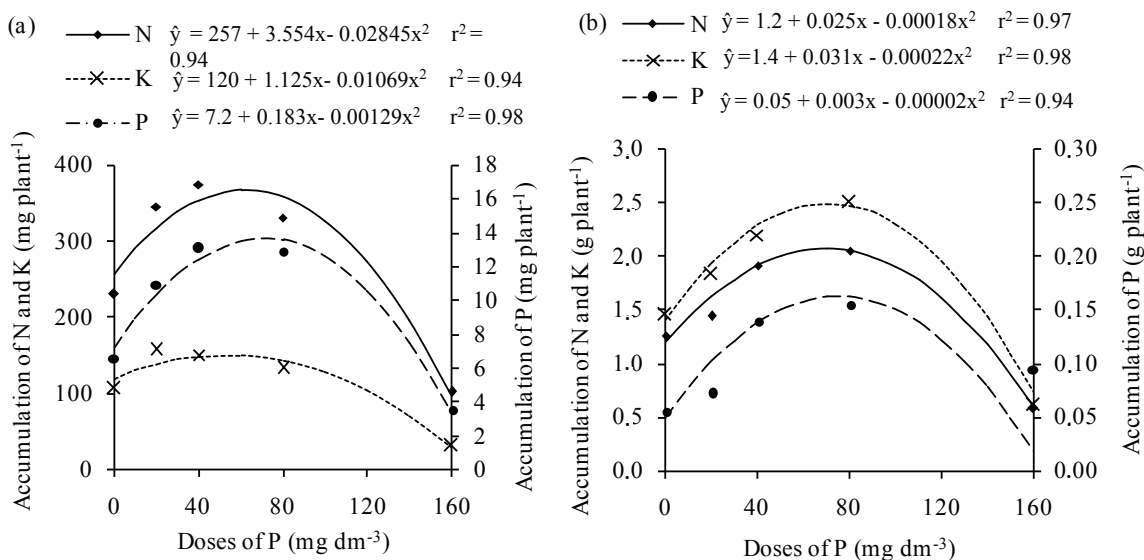 (a)
N ŷ = 257 + 3.554x- 0.02845x² r² =
0.94
K ŷ= 120 + 1.125x- 0.01069x² r² = 0.94
P ŷ= 7.2 + 0.183x- 0.00129x² r² = 0.98
Accumulation of N and K (mg plant⁻¹)
400
300
200
100
0
18
16
14
12
10
8
6
4
2
0
Accumulation of P (mg plant⁻¹)
0 40 80 120 160
Doses of P (mg dm⁻³)
(b)
N ŷ = 1.2 + 0.025x - 0.00018x² r² = 0.97
K ŷ=1.4 + 0.031x - 0.00022x² r² = 0.98
P ŷ = 0.05 + 0.003x - 0.00002x² r² = 0.94
Accumulation of N and K (g plant⁻¹)
3.0
2.5
2.0
1.5
1.0
0.5
0.0
0.30
0.25
0.20
0.15
0.10
0.05
0.00
Accumulation of P (g plant⁻¹)
0 40 80 120 160
Doses of P (mg dm⁻³)